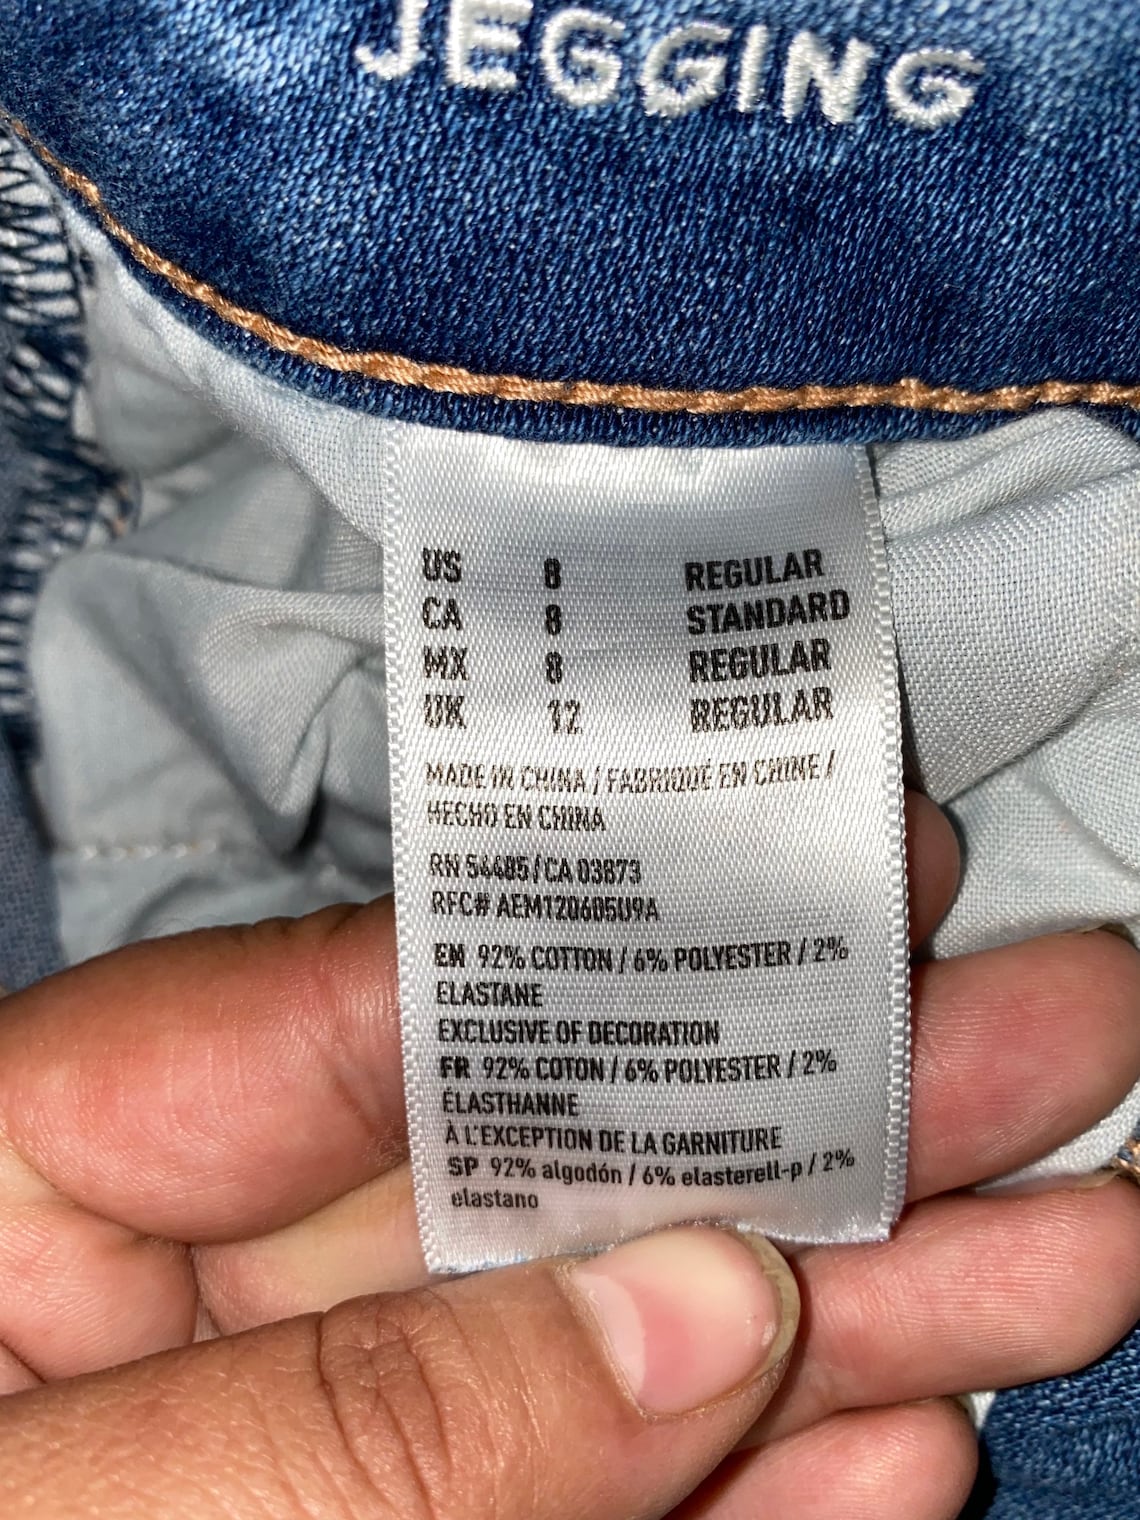 JEGGING
US 8 REGULAR
CA 8 STANDARD
MX 8 REGULAR
UK 12 REGULAR
MADE IN CHINA / FABRIQUÉ EN CHINE /
HECHO EN CHINA
RN 54485 / CA 03873
RFC# AEM120605U9A
EN 92% COTTON / 6% POLYESTER / 2%
ELASTANE
EXCLUSIVE OF DECORATION
FR 92% COTON / 6% POLYESTER / 2%
ÉLASTHANNE
À L'EXCEPTION DE LA GARNITURE
SP 92% algodón / 6% elasterell-p / 2%
elastano